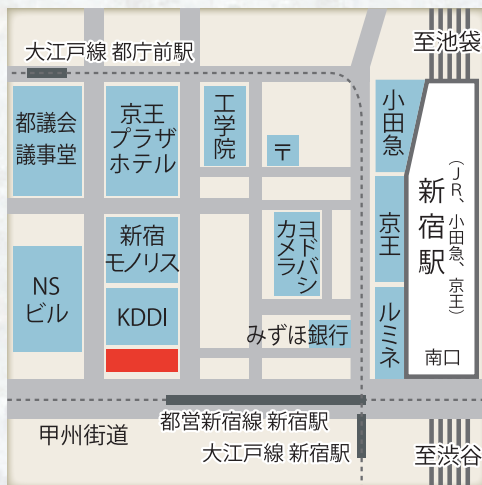 至池袋
大江戸線 都庁前駅
都議会
議事堂
京王
プラザ
ホテル
工学院
〒
小田急
新宿駅
(JR、小田急、京王)
京王
ヨドバシ
カメラ
新宿
モノリス
NS
ビル
KDDI
みずほ銀行
ルミネ
南口
都営新宿線 新宿駅
甲州街道
大江戸線 新宿駅
至渋谷